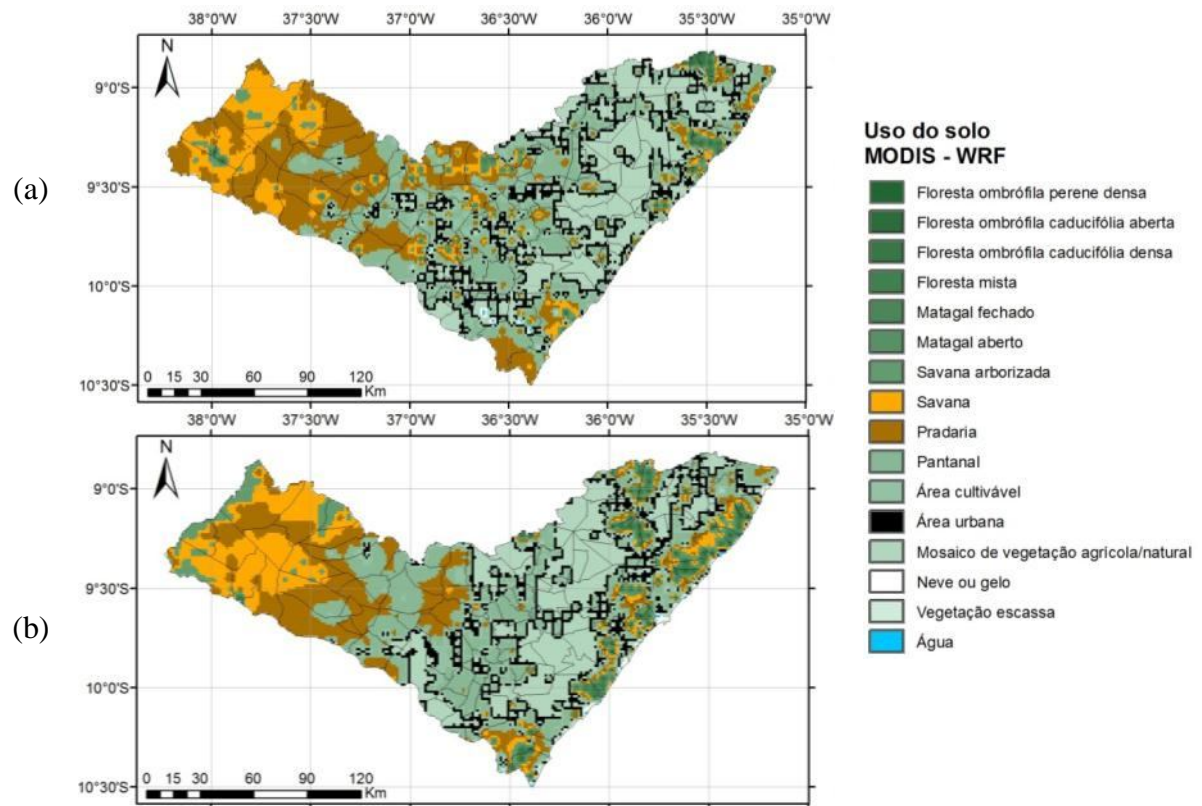 38°0'W 37°30'W 37°0'W 36°30'W 36°0'W 35°30'W 35°0'W
N
9°0'S
(a)
9°30'S
10°0'S
10°30'S
0 15 30 60 90 120
Km
38°0'W 37°30'W 37°0'W 36°30'W 36°0'W 35°30'W 35°0'W
N
9°0'S
(b)
9°30'S
10°0'S
10°30'S
0 15 30 60 90 120
Km
Uso do solo
MODIS - WRF
Floresta ombrófila perene densa
Floresta ombrófila caducifólia aberta
Floresta ombrófila caducifólia densa
Floresta mista
Matagal fechado
Matagal aberto
Savana arborizada
Savana
Pradaria
Pantanal
Área cultivável
Área urbana
Mosaico de vegetação agrícola/natural
Neve ou gelo
Vegetação escassa
Água